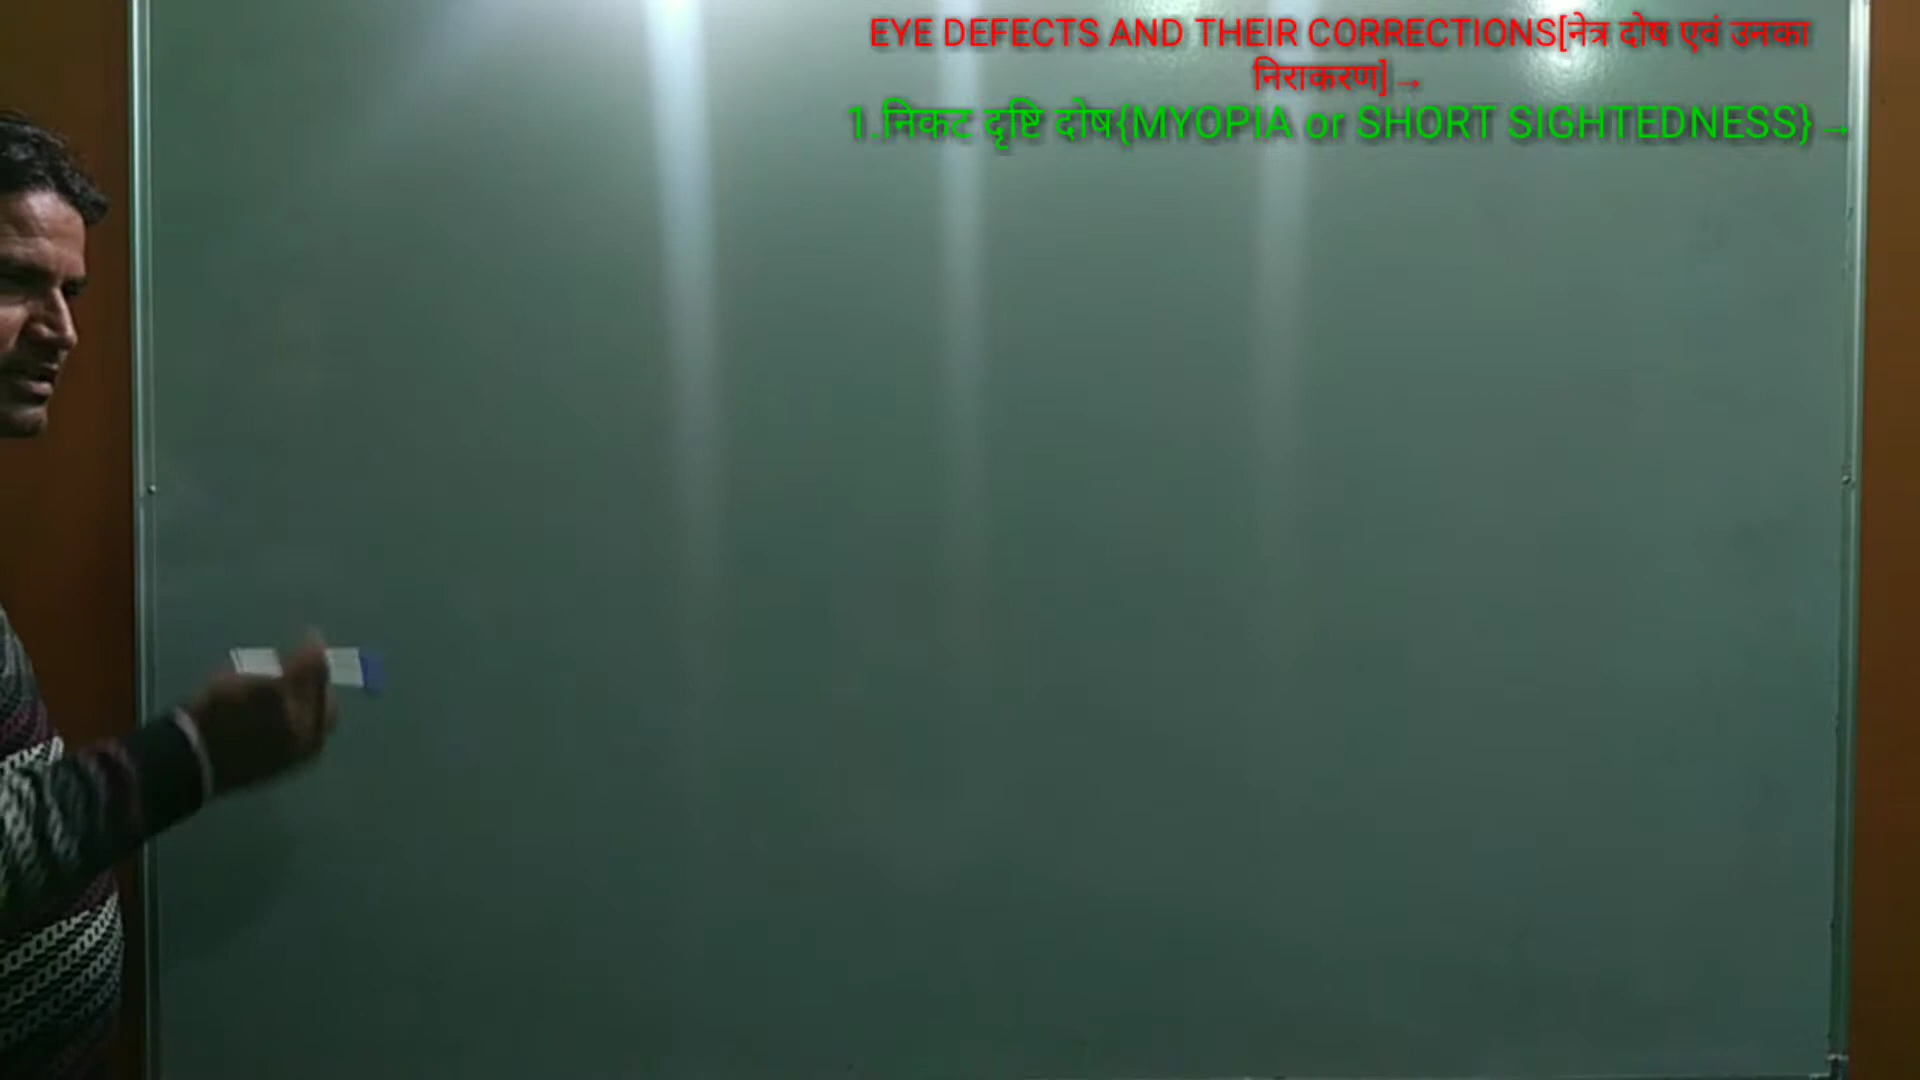 EYE DEFECTS AND THEIR CORRECTIONS[नेत्र दोष एवं उनका
निराकरण]→
1.निकट दृष्टि दोष{MYOPIA or SHORT SIGHTEDNESS}→